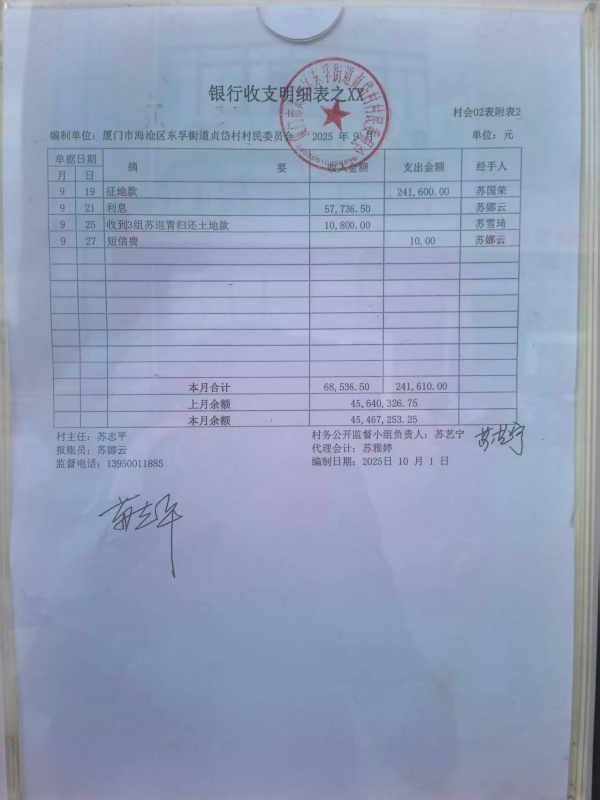 银行收支明细表之XX
村会02表附表2
编制单位：厦门市海沧区东孚街道贞岱村村民委员会 2025 年 9 月 单位：元
单据日期 摘 要 收入金额 支出金额 经手人
月 日
9 19 征地款 241,600.00 苏国荣
9 21 利息 57,736.50 苏娜云
9 25 收到3组苏巡青归还土地款 10,800.00 苏雪琦
9 27 短信费 10.00 苏娜云
本月合计 68,536.50 241,610.00
上月余额 45,640,326.75
本月余额 45,467,253.25
村主任：苏志平 村务公开监督小组负责人：苏艺宁 苏艺宁
报账员：苏娜云 代理会计：苏雅婷
监督电话：13950011885 编制日期：2025日 10 月 1 日
苏志平